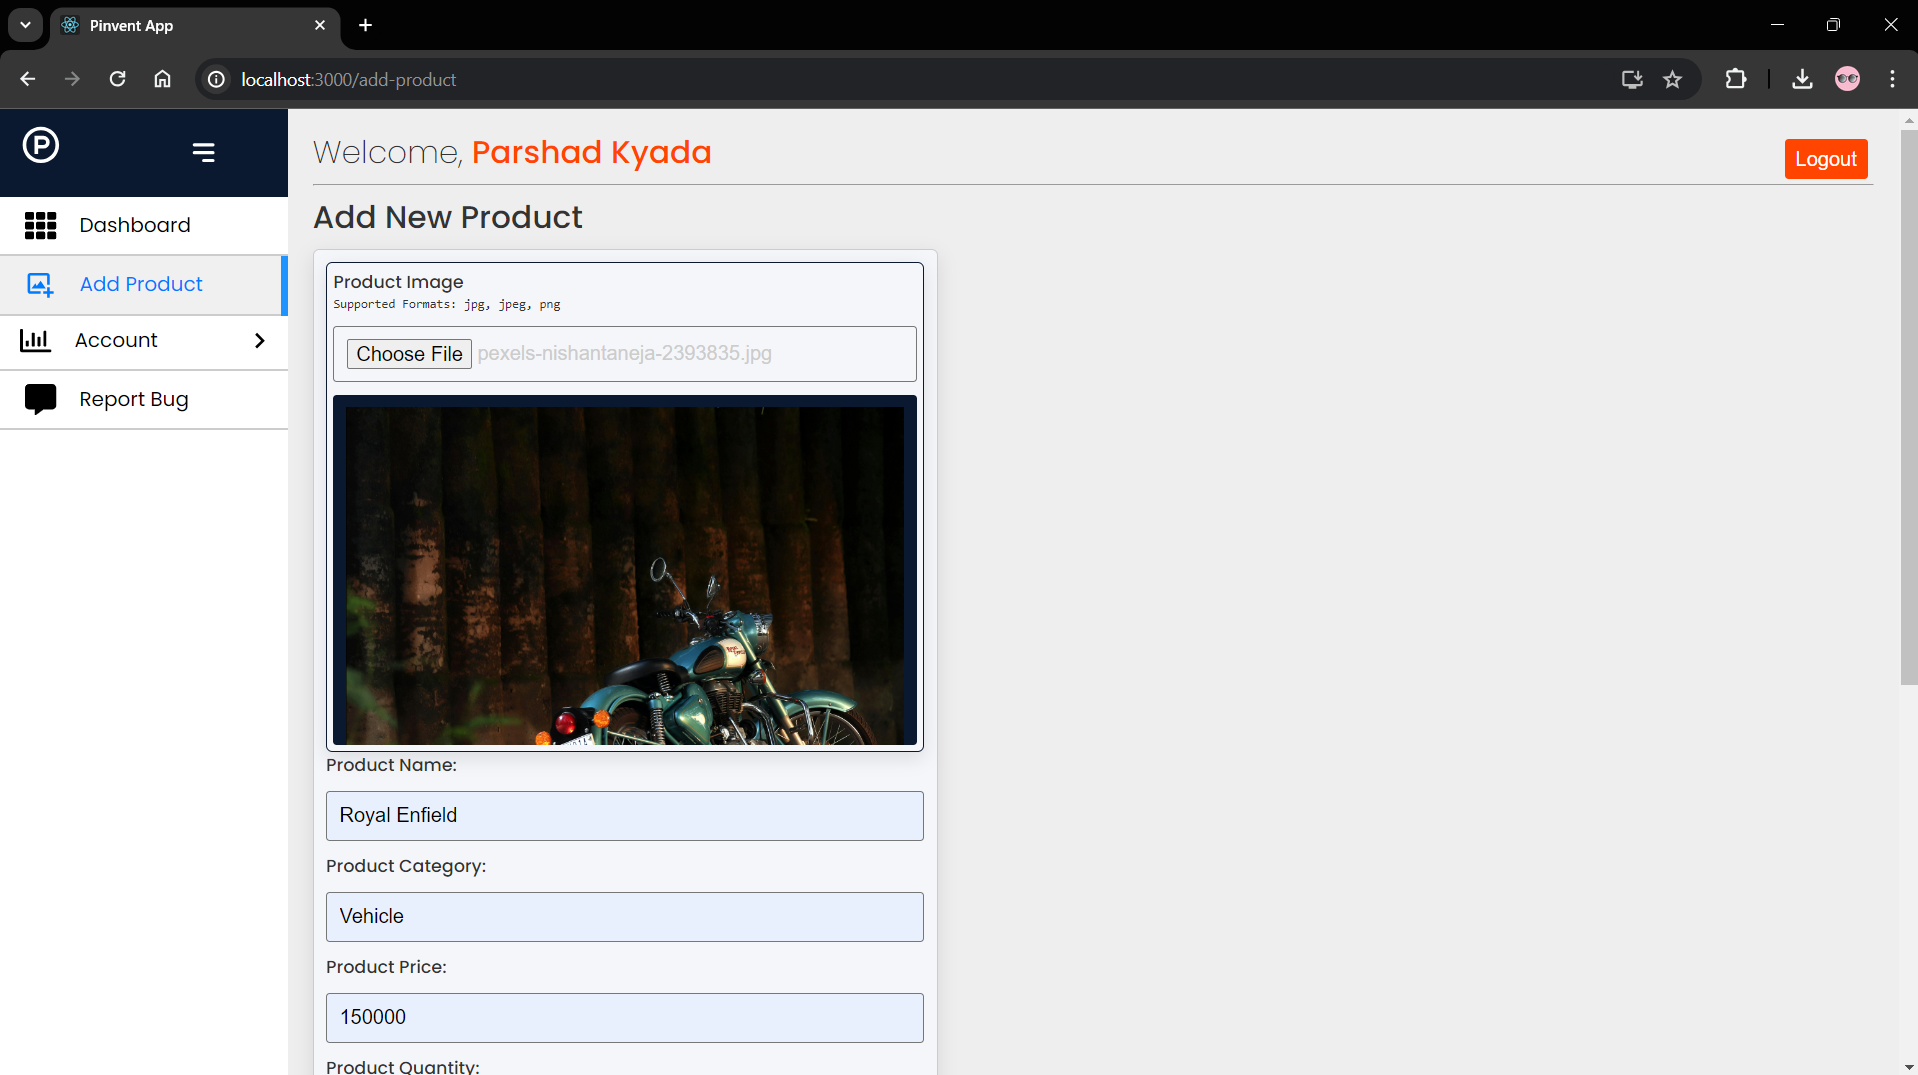 Pinvent App
localhost:3000/add-product
P
Welcome, Parshad Kyada
Logout
Dashboard
Add Product
Account
Report Bug
Add New Product
Product Image
Supported Formats: jpg, jpeg, png
Choose File pexels-nishantaneja-2393835.jpg
Product Name:
Royal Enfield
Product Category:
Vehicle
Product Price:
150000
Product Quantity: